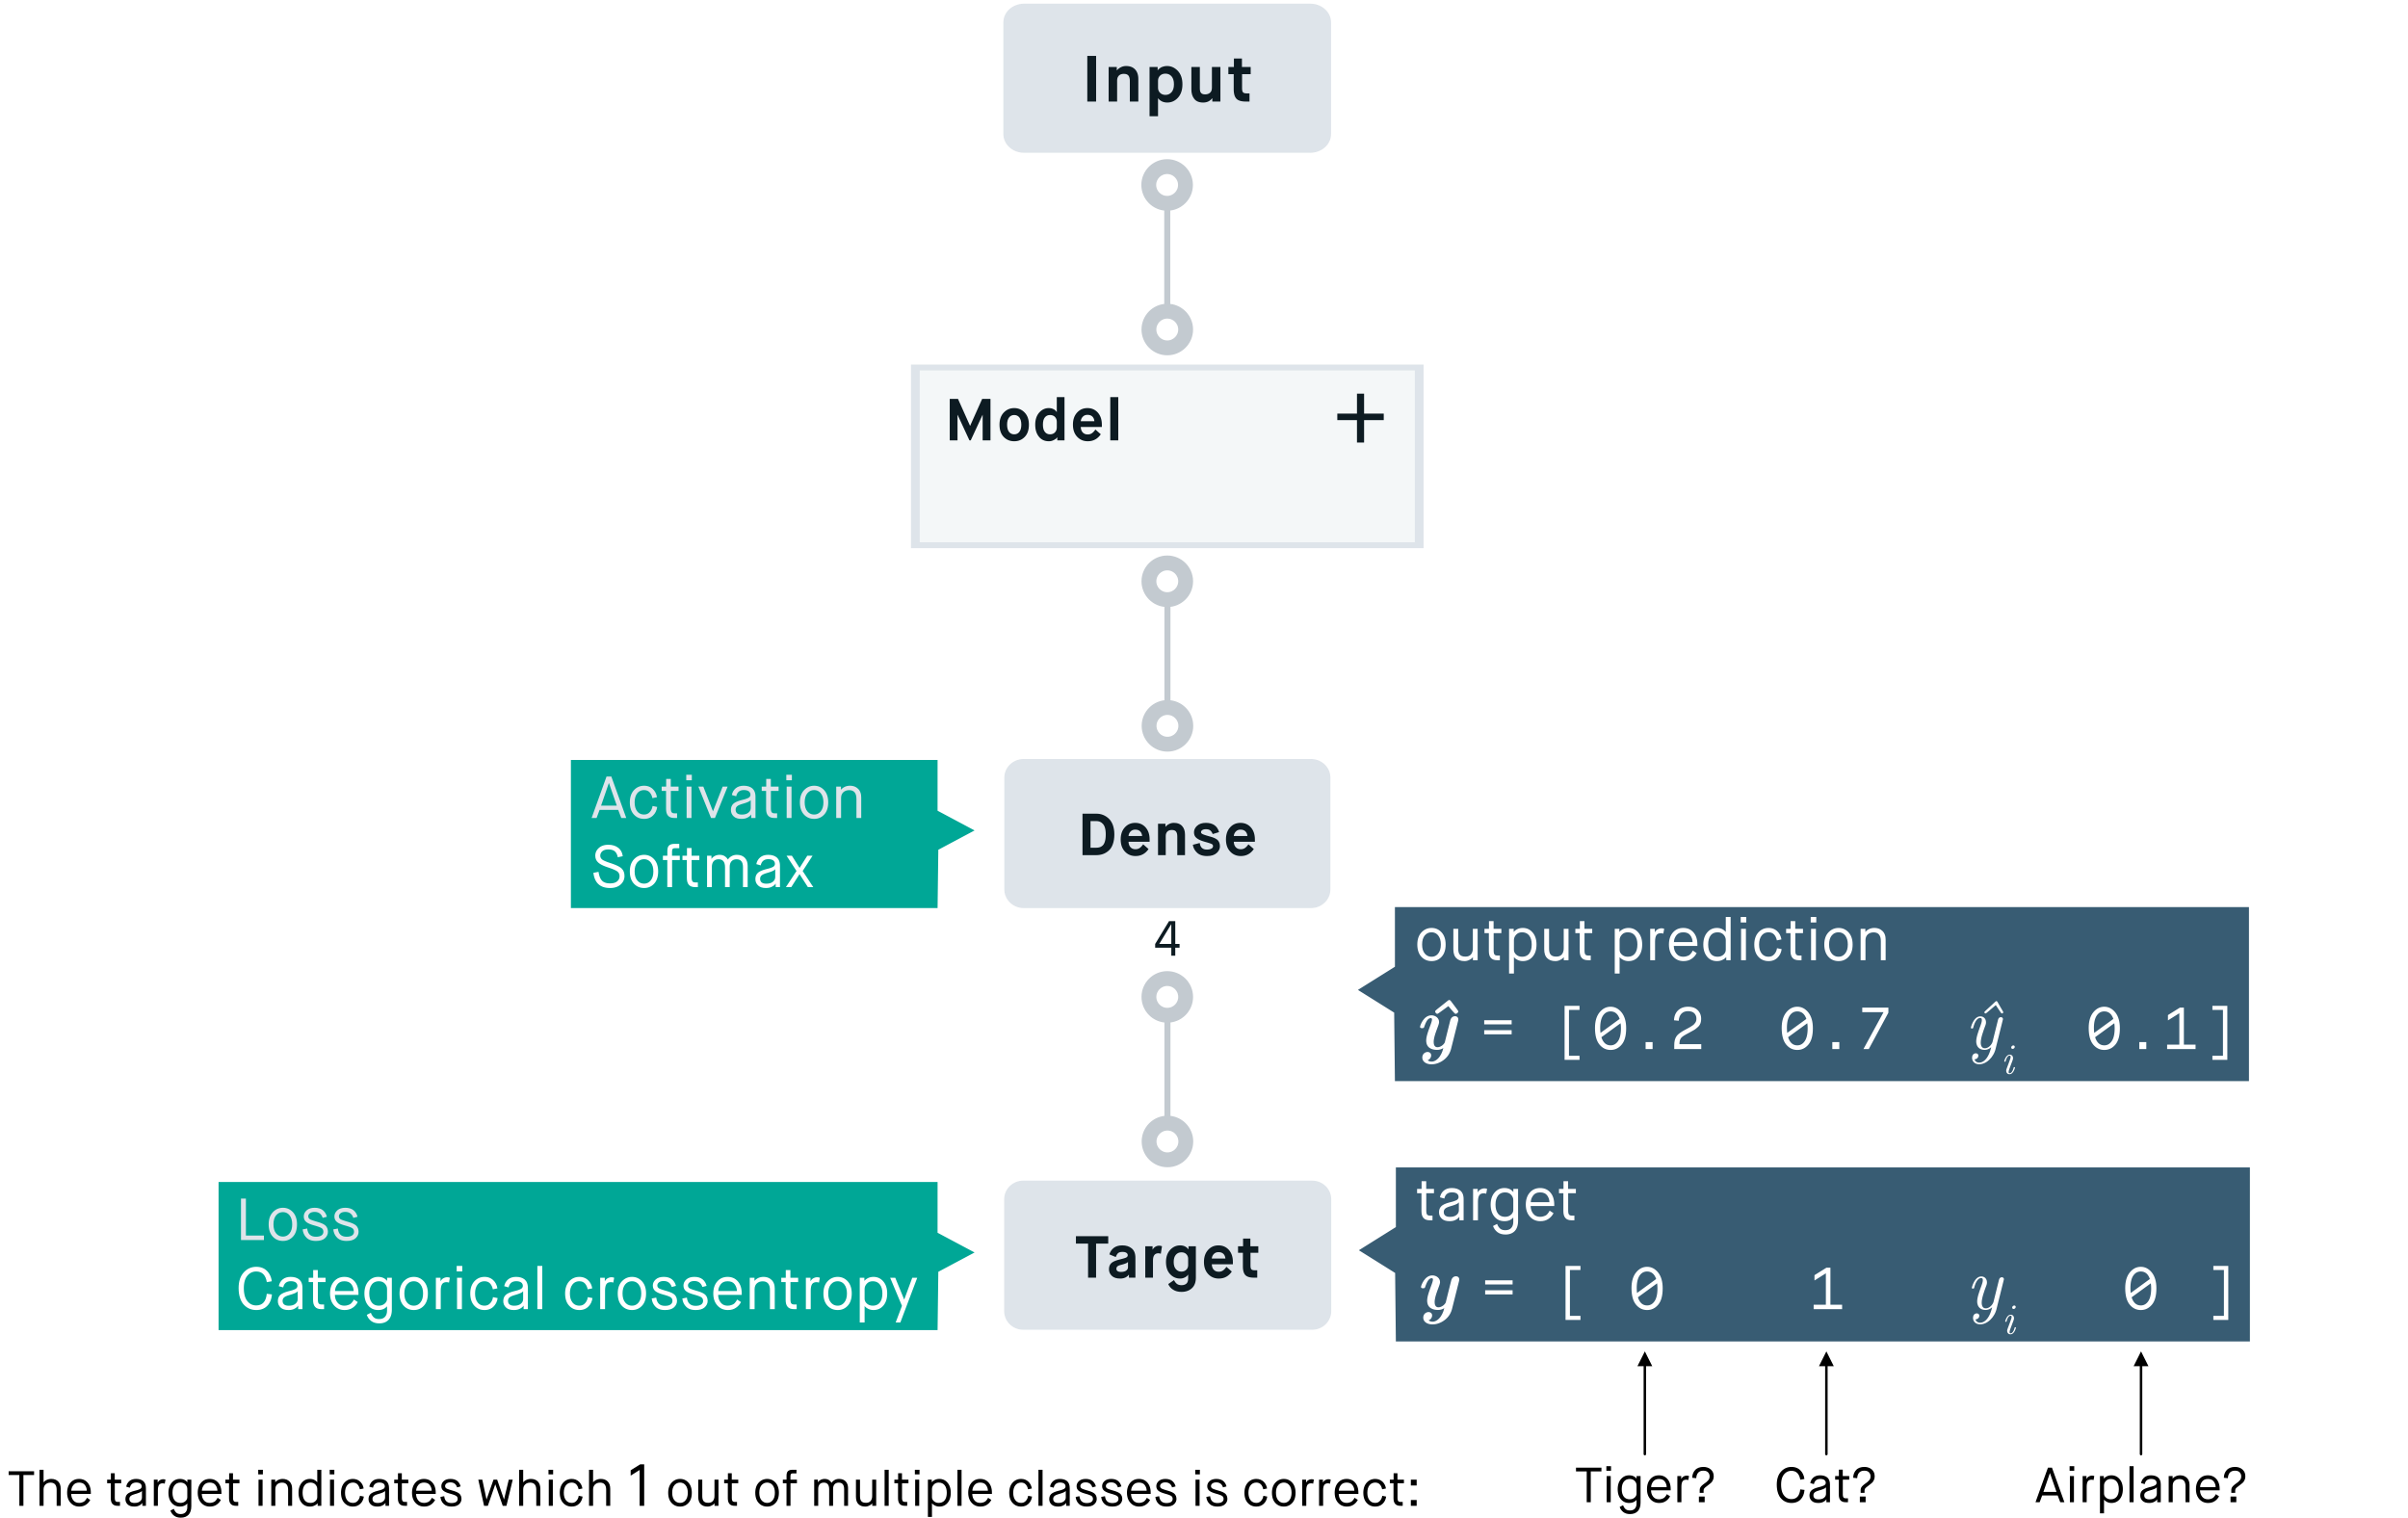 Input
Model +
Activation
Softmax
Dense
4
output prediction
ŷ = [0.2 0.7 ŷᵢ 0.1]
Loss
Categorical crossentropy
Target
target
y = [ 0 1 yᵢ 0 ]
The target indicates which 1 out of multiple classes is correct: Tiger? Cat? Airplane?